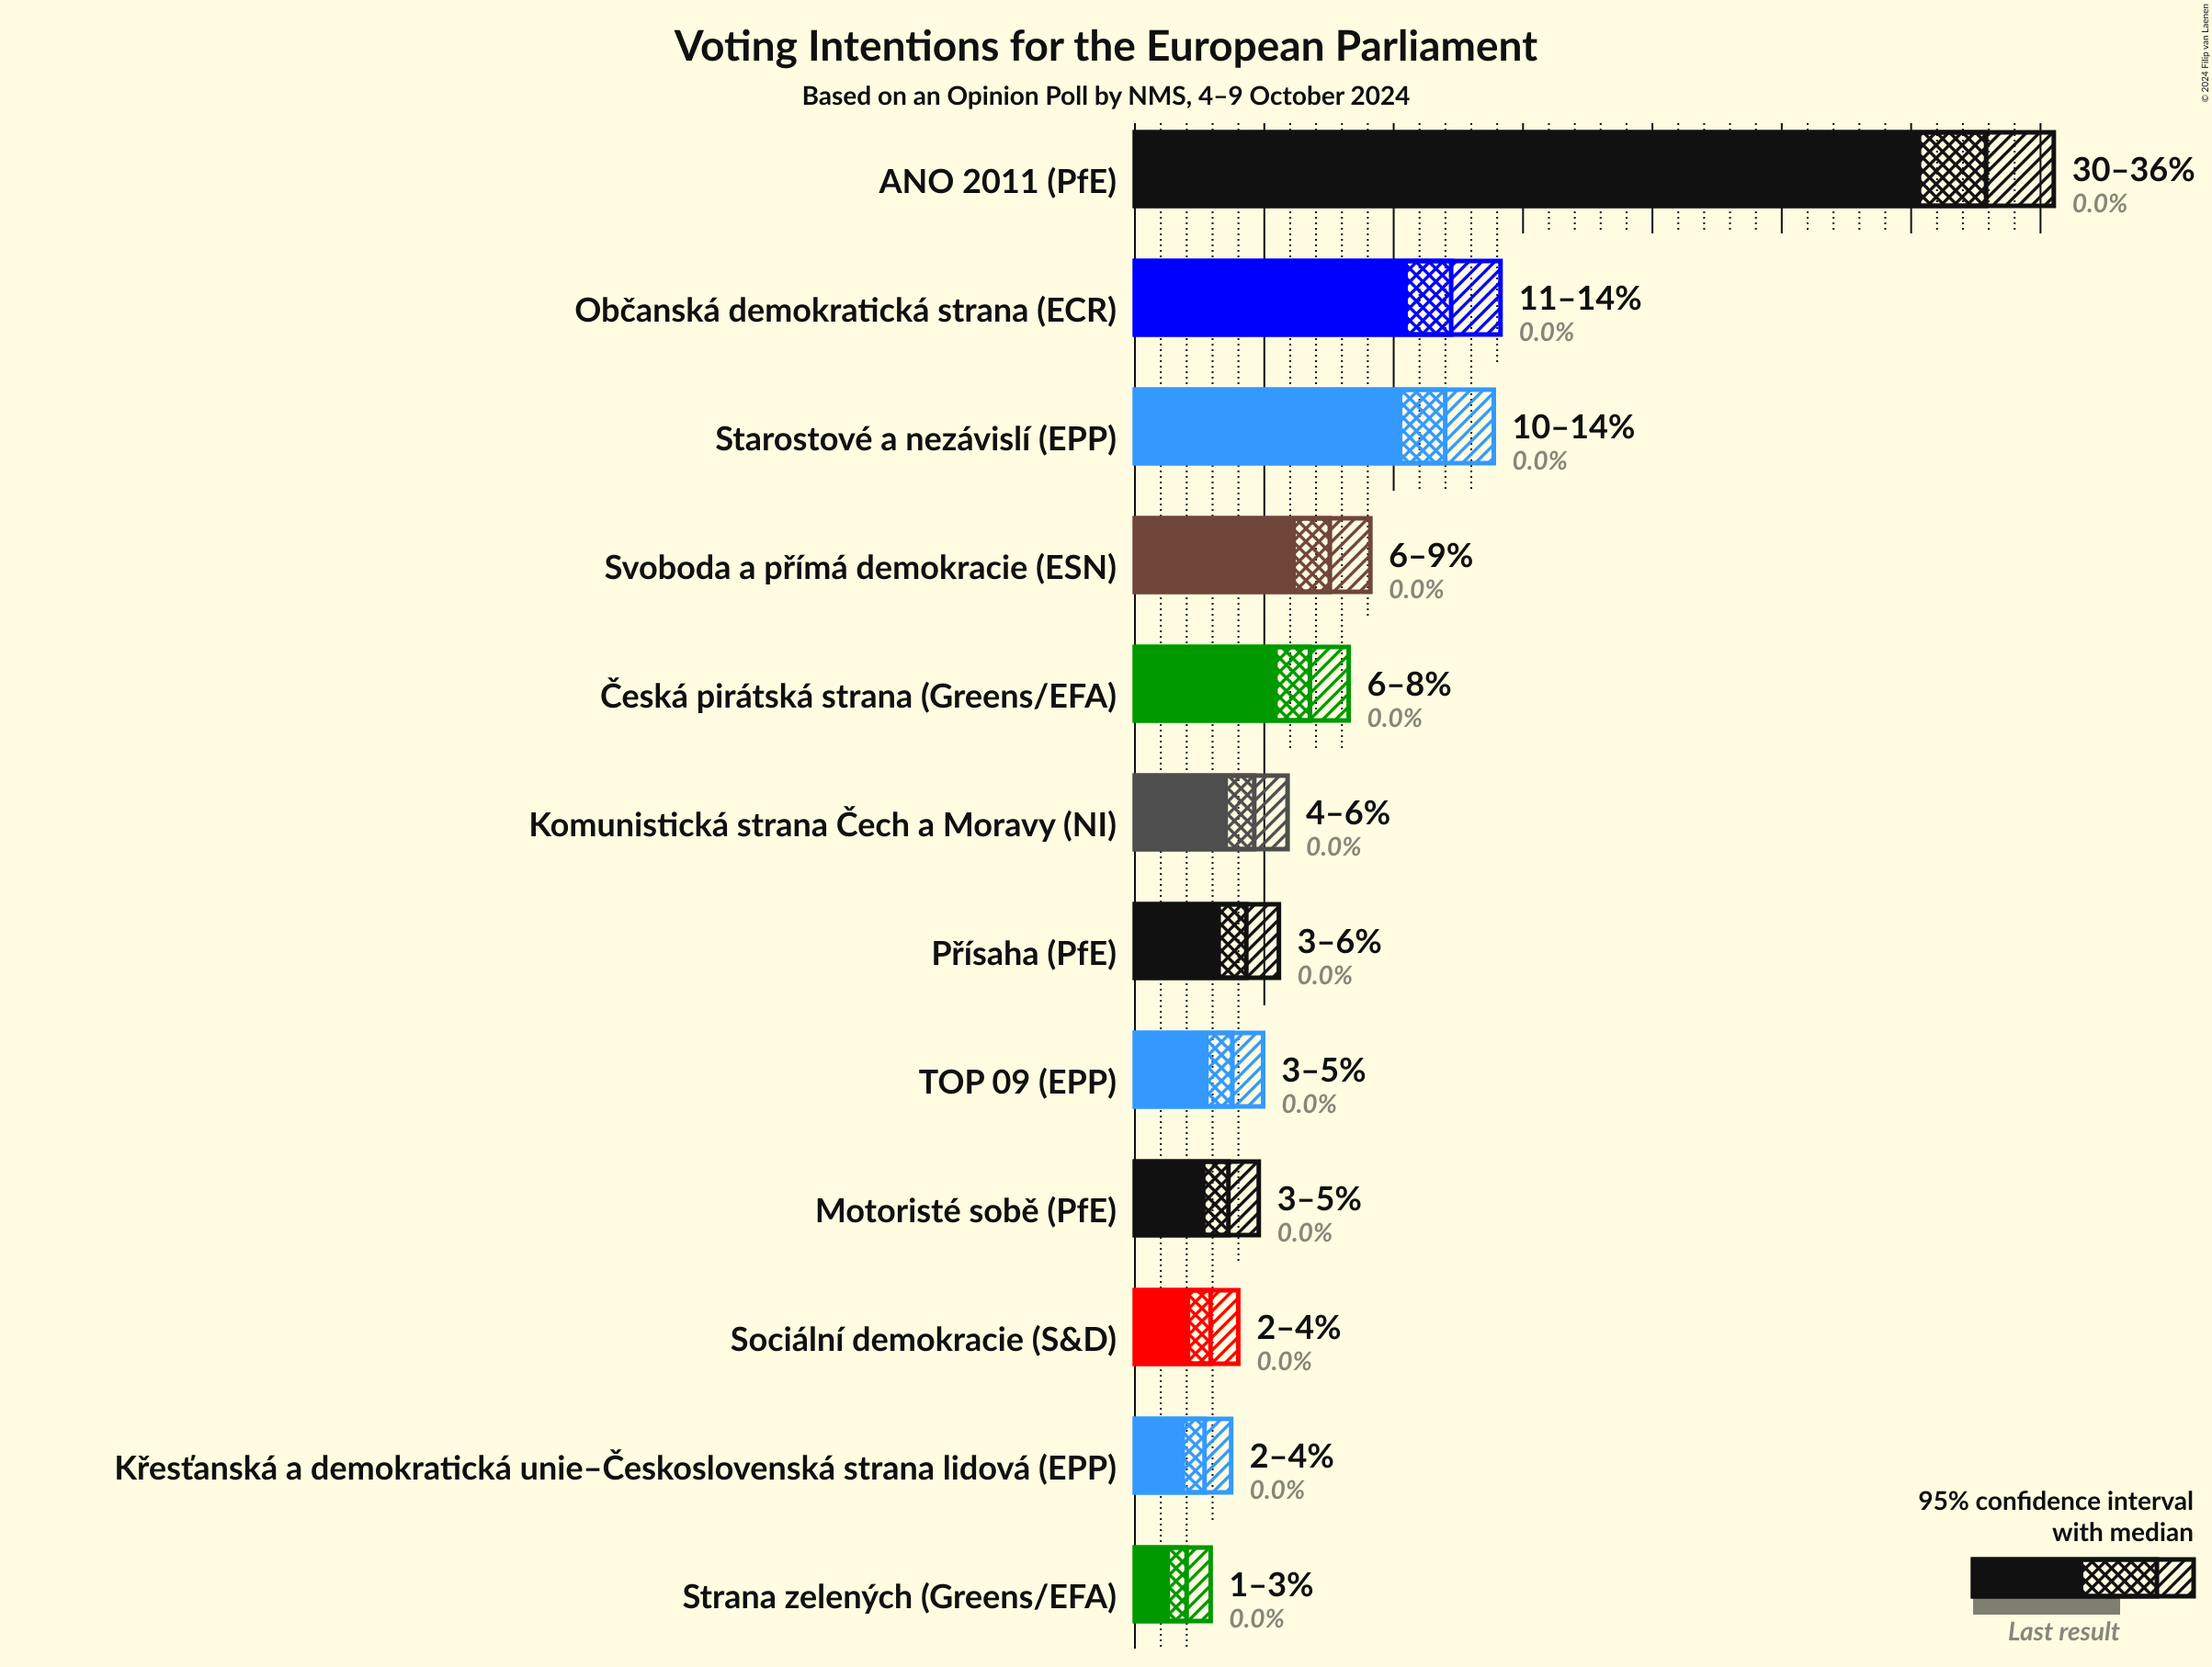 Voting Intentions for the European Parliament
Based on an Opinion Poll by NMS, 4–9 October 2024
© 2024 Filip van Laenen
ANO 2011 (PfE)
30–36%
0.0%
Občanská demokratická strana (ECR)
11–14%
0.0%
Starostové a nezávislí (EPP)
10–14%
0.0%
Svoboda a přímá demokracie (ESN)
6–9%
0.0%
Česká pirátská strana (Greens/EFA)
6–8%
0.0%
Komunistická strana Čech a Moravy (NI)
4–6%
0.0%
Přísaha (PfE)
3–6%
0.0%
TOP 09 (EPP)
3–5%
0.0%
Motoristé sobě (PfE)
3–5%
0.0%
Sociální demokracie (S&D)
2–4%
0.0%
Křesťanská a demokratická unie–Československá strana lidová (EPP)
2–4%
0.0%
Strana zelených (Greens/EFA)
1–3%
0.0%
95% confidence interval
with median
Last result